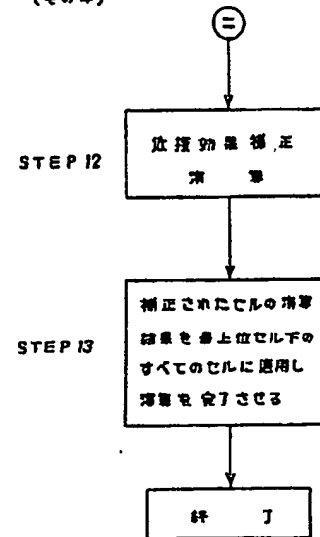 (その4)
ニ
STEP 12
近接効果補正
演算
STEP 13
補正されたセルの演算
結果を最上位セル下の
すべてのセルに適用し
演算を完了させる
終了